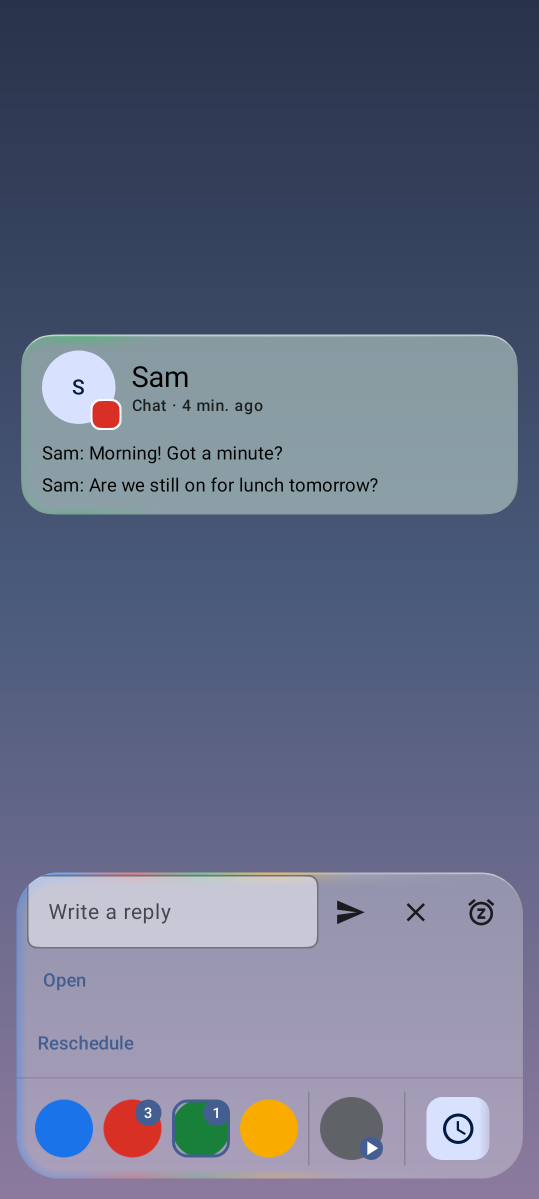 S
Sam
Chat · 4 min. ago
Sam: Morning! Got a minute?
Sam: Are we still on for lunch tomorrow?
Write a reply
Open
Reschedule
3
1